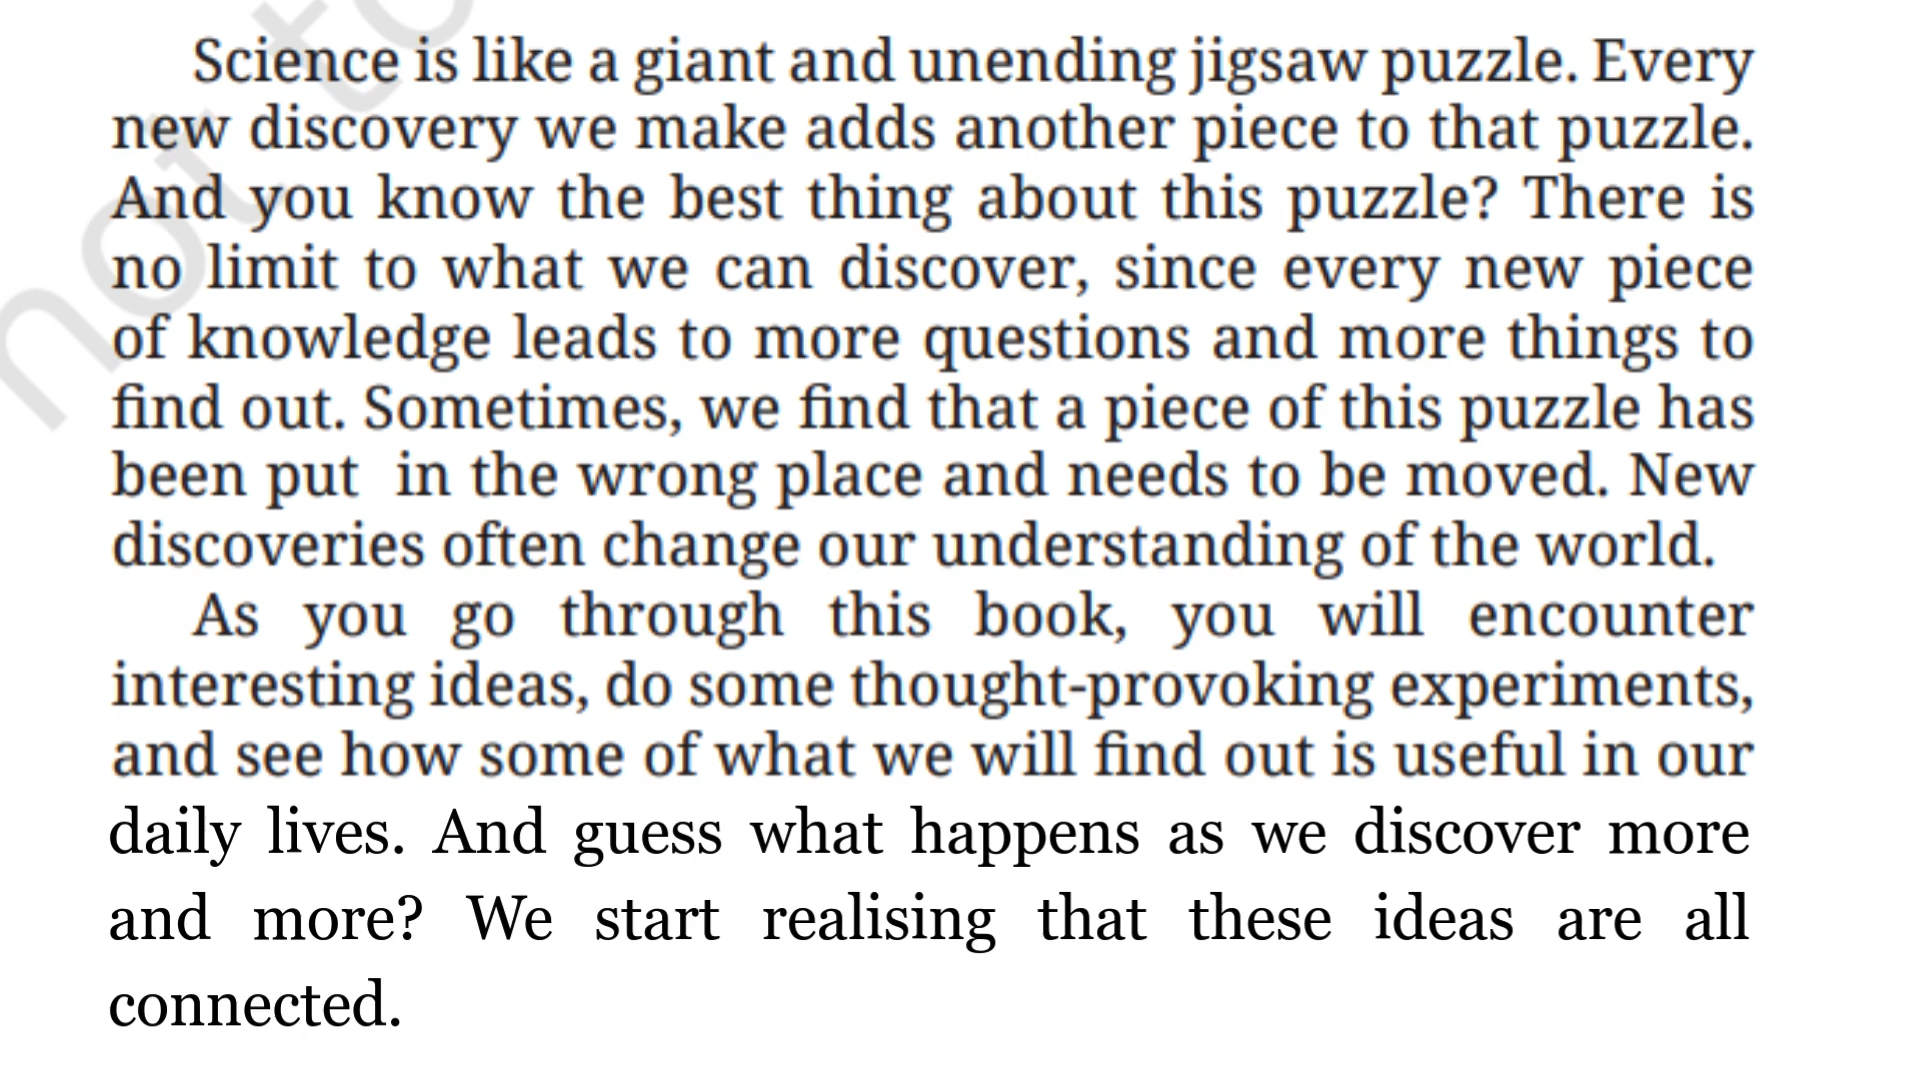 Science is like a giant and unending jigsaw puzzle. Every
new discovery we make adds another piece to that puzzle.
And you know the best thing about this puzzle? There is
no limit to what we can discover, since every new piece
of knowledge leads to more questions and more things to
find out. Sometimes, we find that a piece of this puzzle has
been put in the wrong place and needs to be moved. New
discoveries often change our understanding of the world.
As you go through this book, you will encounter
interesting ideas, do some thought-provoking experiments,
and see how some of what we will find out is useful in our
daily lives. And guess what happens as we discover more
and more? We start realising that these ideas are all
connected.
not to